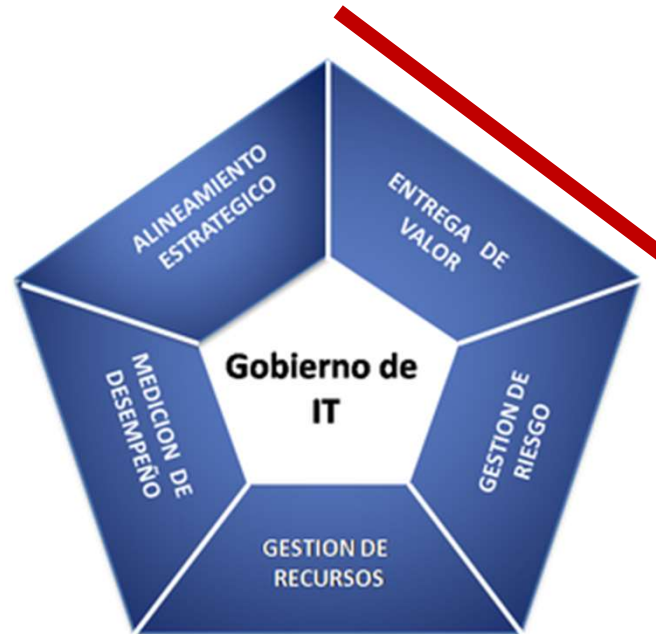 ALINEAMIENTO
ESTRATEGICO
ENTREGA DE
VALOR
Gobierno de
IT
MEDICION DE
DESEMPEÑO
GESTION DE
RIESGO
GESTION DE
RECURSOS